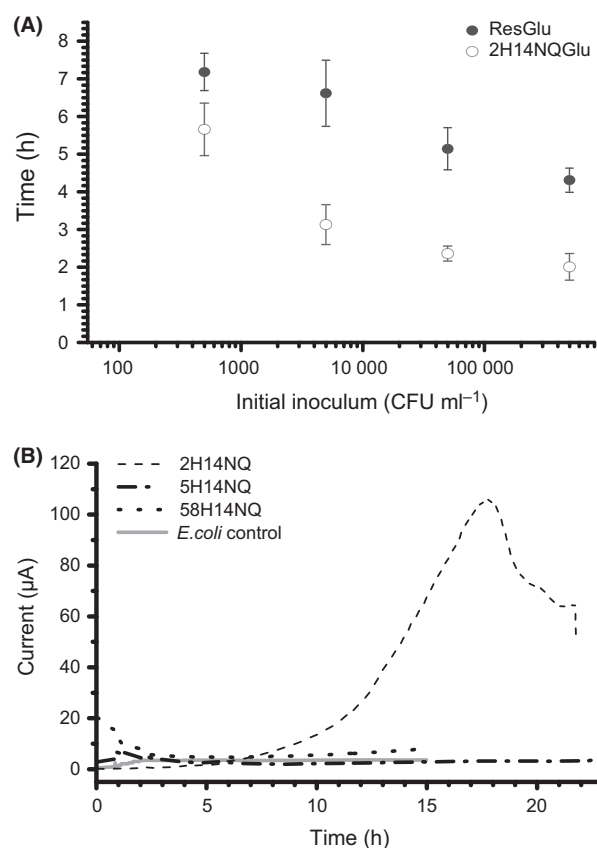 (A)
8
7
6
5
4
3
2
1
0
Time (h)
ResGlu
2H14NQGlu
100 1000 10 000 100 000
Initial inoculum (CFU ml⁻¹)
(B)
120
100
80
60
40
20
0
Current (µA)
2H14NQ
5H14NQ
58H14NQ
E.coli control
0 5 10 15 20
Time (h)